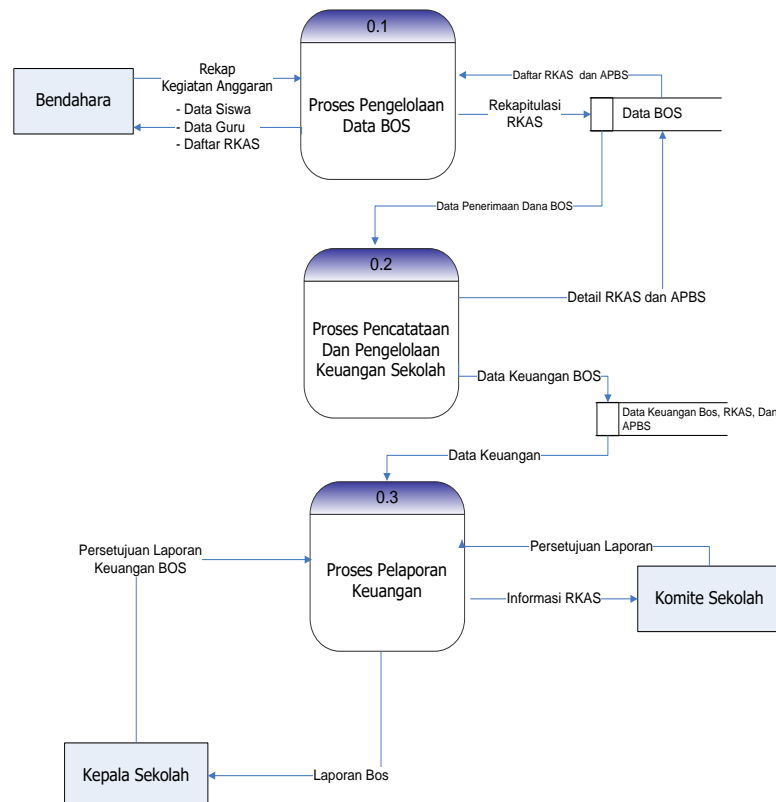 0.1
Rekap
Kegiatan Anggaran
Bendahara
- Data Siswa
- Data Guru
- Daftar RKAS
Proses Pengelolaan
Data BOS
Daftar RKAS dan APBS
Rekapitulasi
RKAS
Data BOS
Data Penerimaan Dana BOS
0.2
Proses Pencatataan
Dan Pengelolaan
Keuangan Sekolah
Detail RKAS dan APBS
Data Keuangan BOS
Data Keuangan Bos, RKAS, Dan
APBS
Data Keuangan
0.3
Proses Pelaporan
Keuangan
Persetujuan Laporan
Keuangan BOS
Persetujuan Laporan
Informasi RKAS
Komite Sekolah
Kepala Sekolah
Laporan Bos